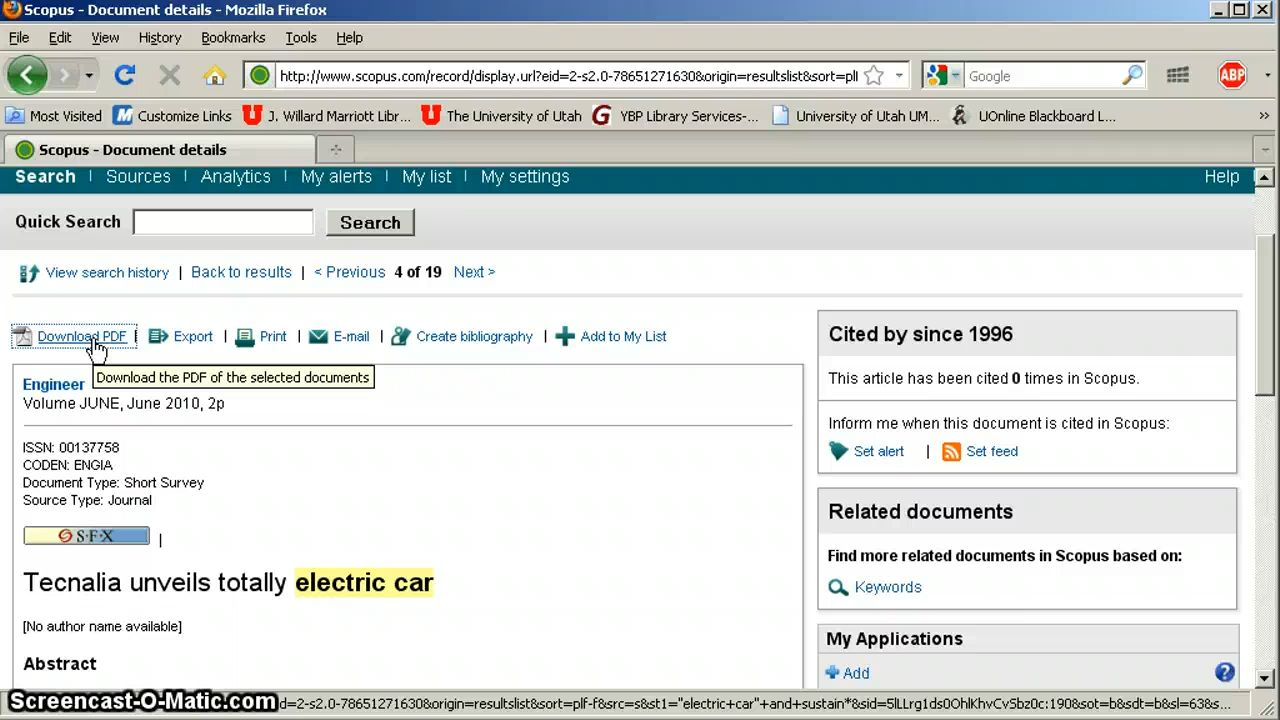 Scopus - Document details - Mozilla Firefox
File Edit View History Bookmarks Tools Help
http://www.scopus.com/record/display.url?eid=2-s2.0-78651271630&origin=resultslist&sort=plf Google ABP
Most Visited Customize Links J. Willard Marriott Libr... The University of Utah YBP Library Services-... University of Utah UM... UOnline Blackboard L... »
Scopus - Document details
Search | Sources | Analytics | My alerts | My list | My settings Help
Quick Search Search
View search history | Back to results | < Previous 4 of 19 Next >
Download PDF | Export | Print | E-mail | Create bibliography | Add to My List
Download the PDF of the selected documents
Engineer
Volume JUNE, June 2010, 2p
ISSN: 00137758
CODEN: ENGIA
Document Type: Short Survey
Source Type: Journal
S·F·X |
Tecnalia unveils totally electric car
[No author name available]
Abstract
Cited by since 1996
This article has been cited 0 times in Scopus.
Inform me when this document is cited in Scopus:
Set alert | Set feed
Related documents
Find more related documents in Scopus based on:
Keywords
My Applications
Add ?
Screencast-O-Matic.com =2-s2.0-78651271630&origin=resultslist&sort=plf-f&src=s&st1="electric+car"+and+sustain*&sid=5lLLrg1ds0OhlKhvCvSbz0c:190&sot=b&sdt=b&sl=63&s...